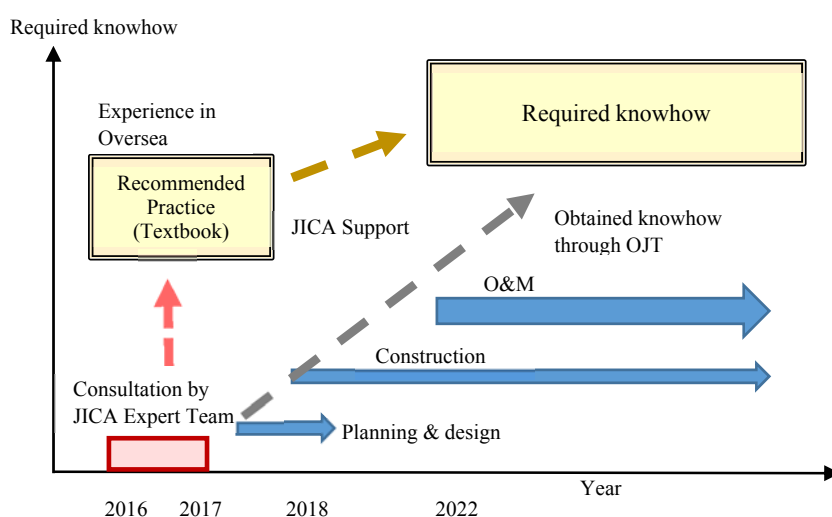 Required knowhow
Experience in
Oversea
Required knowhow
Recommended
Practice
(Textbook)
JICA Support
Obtained knowhow
through OJT
O&M
Construction
Consultation by
JICA Expert Team
Planning & design
Year
2016 2017 2018 2022